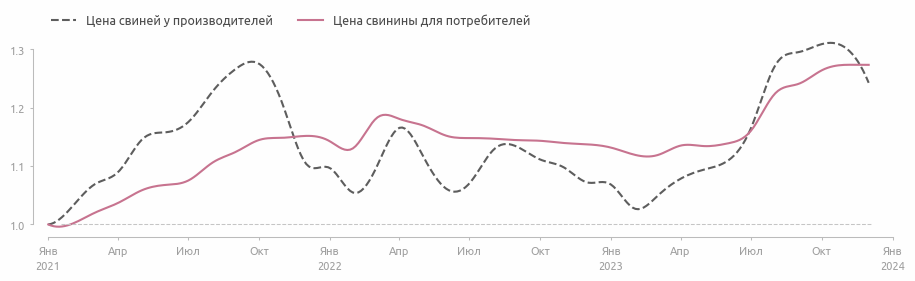 Цена свиней у производителей
Цена свинины для потребителей
1.3
1.2
1.1
1.0
Янв Апр Июл Окт Янв Апр Июл Окт Янв Апр Июл Окт Янв
2021 2022 2023 2024